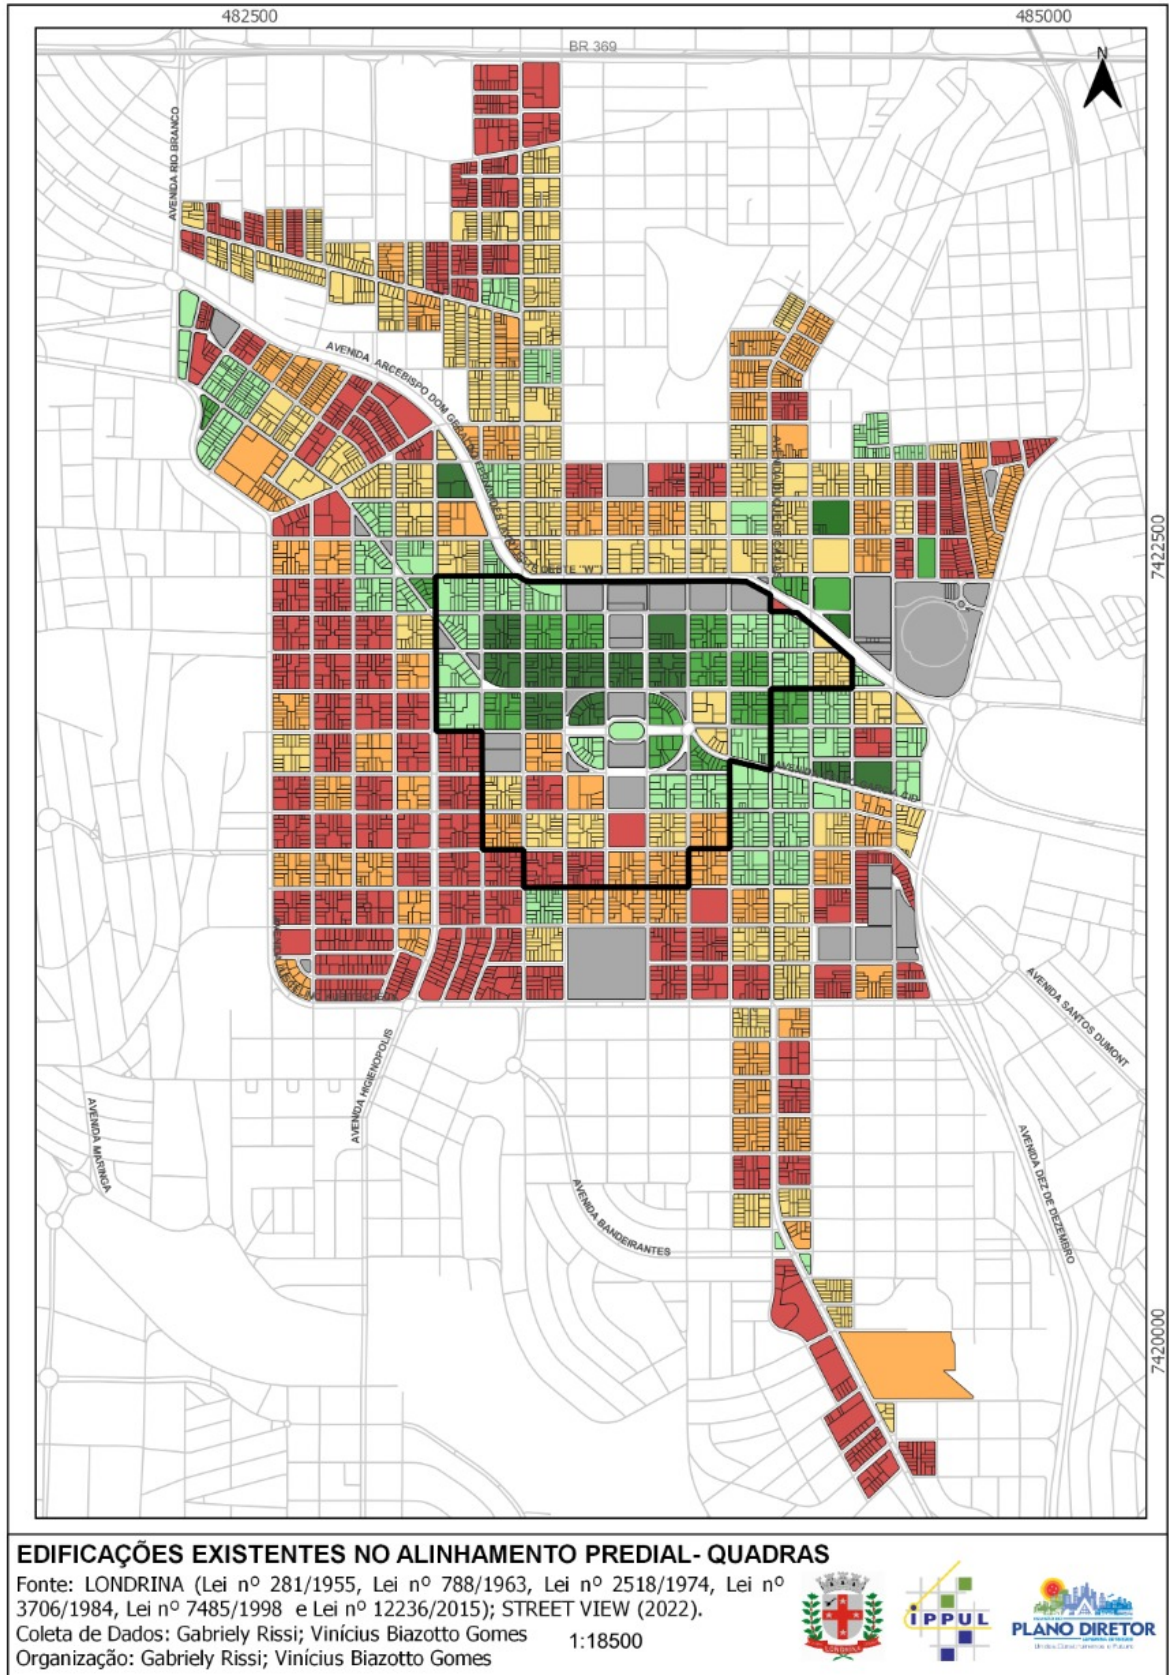 482500
485000
BR 369
N
AVENIDA RIO BRANCO
AVENIDA ARCEBISPO DOM GERALDO FERNANDES (LESTE OESTE "W")
7422500
AVENIDA HIGIENÓPOLIS
AVENIDA SANTOS DUMONT
AVENIDA MARINGÁ
AVENIDA BANDEIRANTES
AVENIDA DEZ DE DEZEMBRO
7420000
EDIFICAÇÕES EXISTENTES NO ALINHAMENTO PREDIAL- QUADRAS
Fonte: LONDRINA (Lei nº 281/1955, Lei nº 788/1963, Lei nº 2518/1974, Lei nº
3706/1984, Lei nº 7485/1998 e Lei nº 12236/2015); STREET VIEW (2022).
Coleta de Dados: Gabriely Rissi; Vinícius Biazotto Gomes
1:18500
Organização: Gabriely Rissi; Vinícius Biazotto Gomes
LONDRINA
IPPUL
PLANO DIRETOR